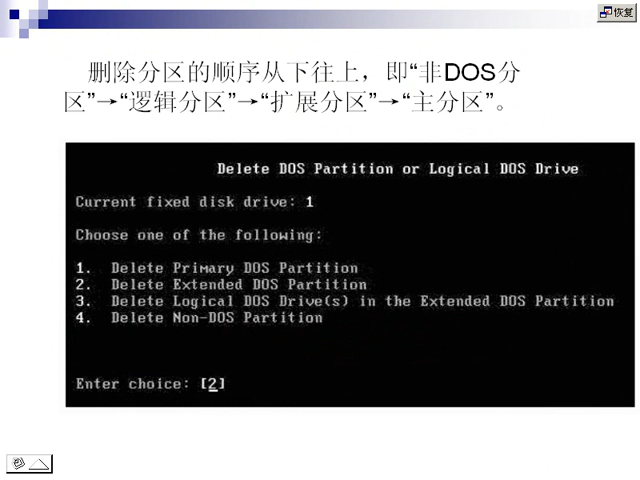 恢复
删除分区的顺序从下往上，即“非DOS分
区”→“逻辑分区”→“扩展分区”→“主分区”。
Delete DOS Partition or Logical DOS Drive
Current fixed disk drive: 1
Choose one of the following:
1. Delete Primary DOS Partition
2. Delete Extended DOS Partition
3. Delete Logical DOS Drive(s) in the Extended DOS Partition
4. Delete Non-DOS Partition
Enter choice: [2]